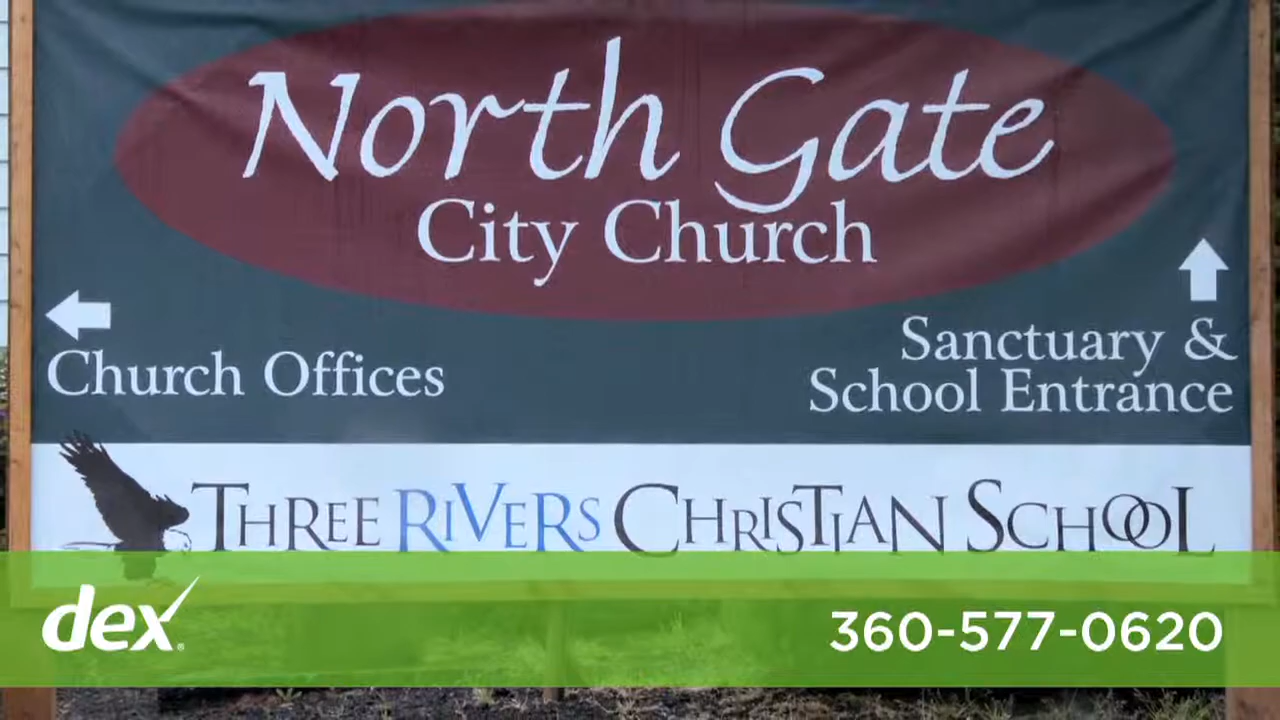 North Gate
City Church
Church Offices
Sanctuary &
School Entrance
THREE RIVERS CHRISTIAN SCHOOL
dex®
360-577-0620